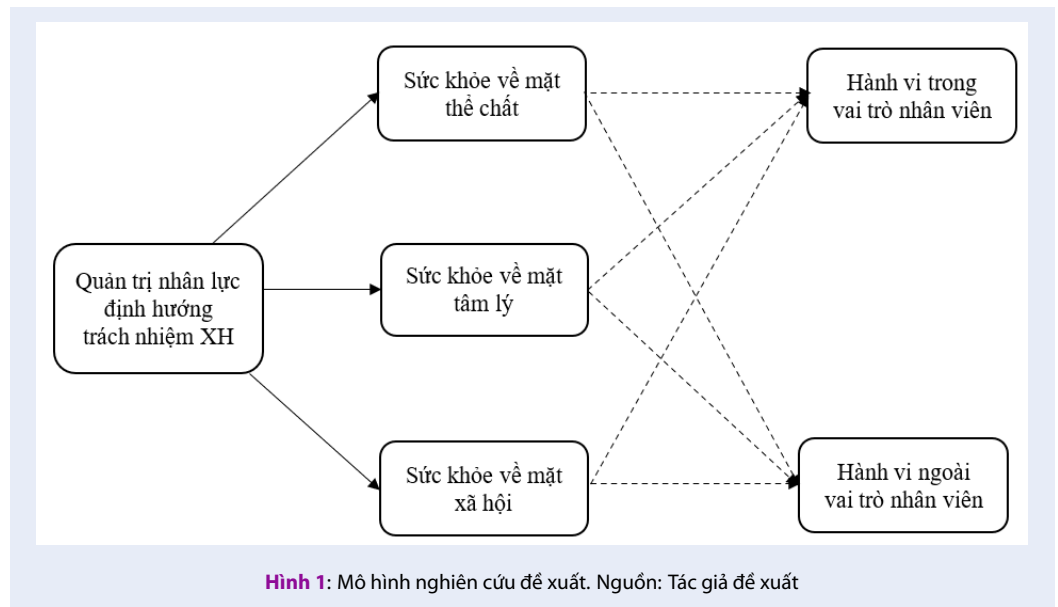 Sức khỏe về mặt
thể chất
Hành vi trong
vai trò nhân viên
Quản trị nhân lực
định hướng
trách nhiệm XH
Sức khỏe về mặt
tâm lý
Sức khỏe về mặt
xã hội
Hành vi ngoài
vai trò nhân viên
Hình 1: Mô hình nghiên cứu đề xuất. Nguồn: Tác giả đề xuất